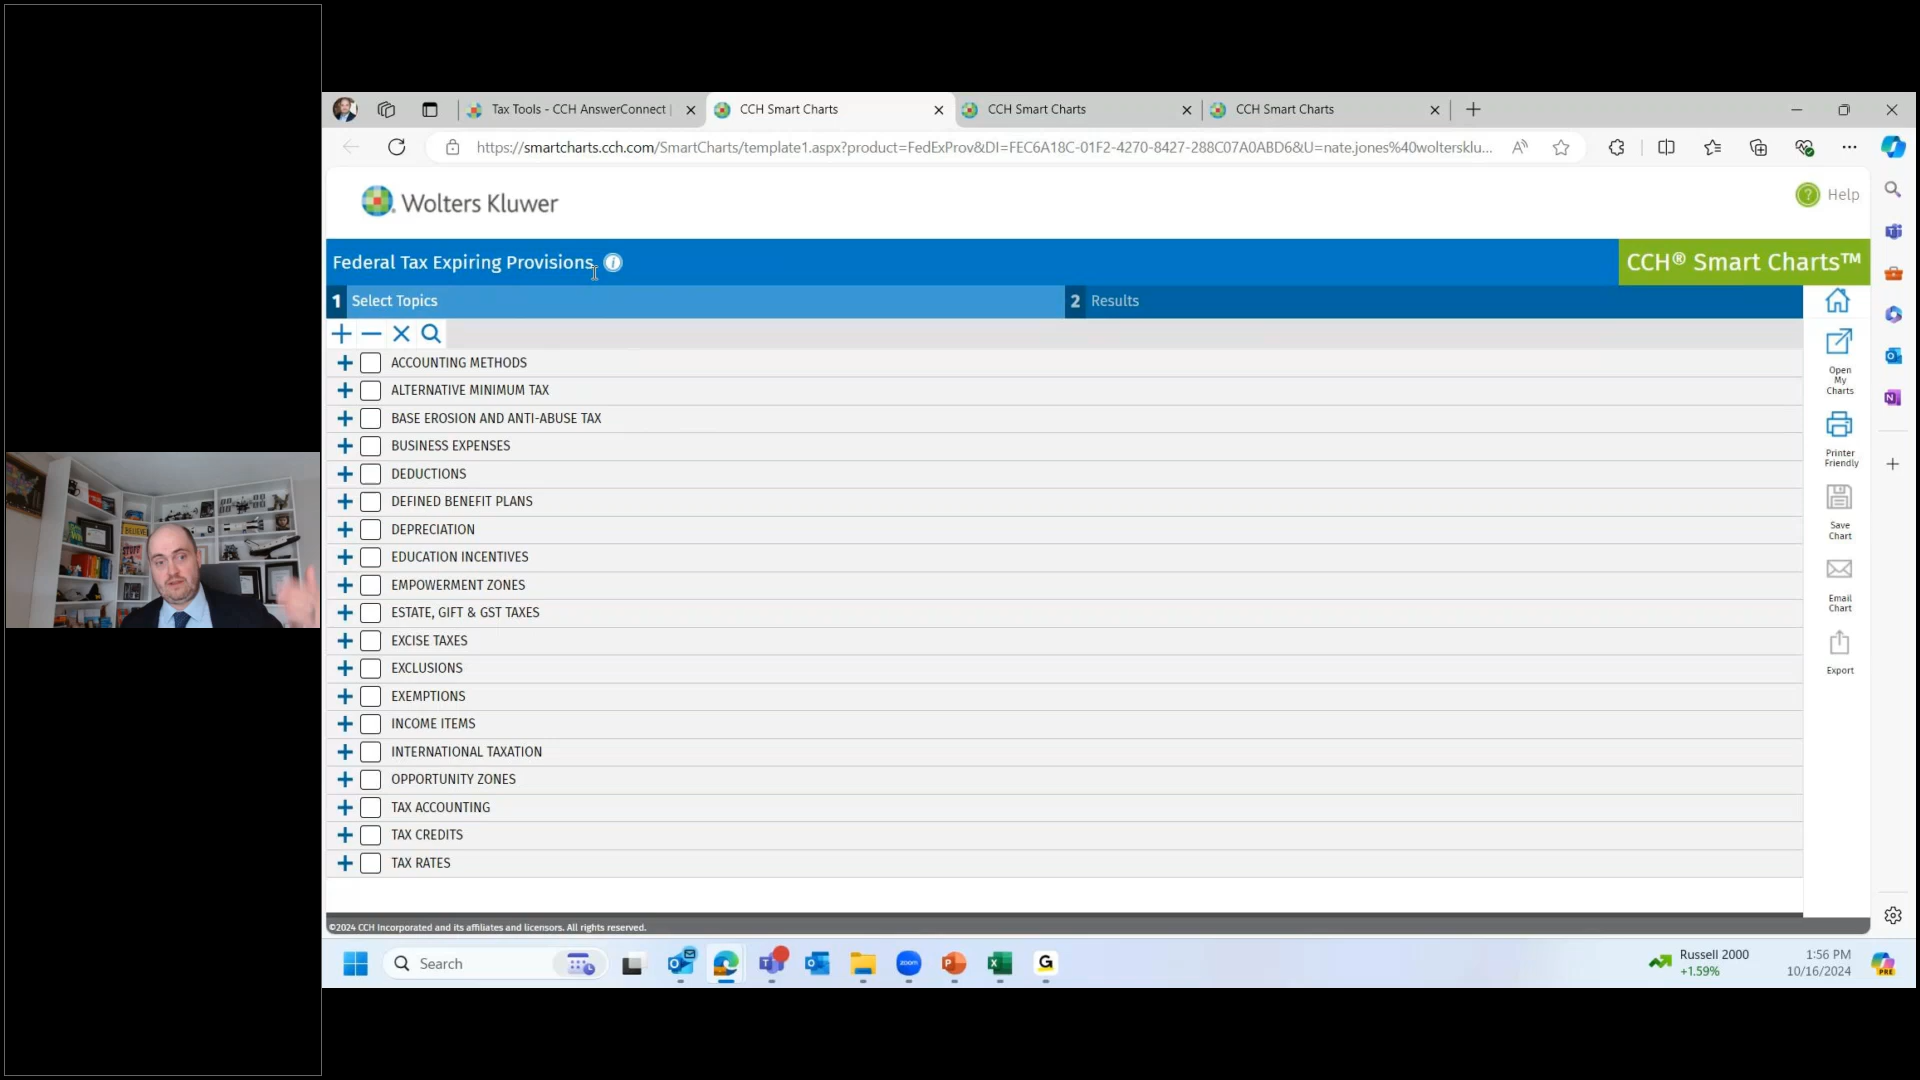 Tax Tools - CCH AnswerConnect |
CCH Smart Charts
CCH Smart Charts
CCH Smart Charts
https://smartcharts.cch.com/SmartCharts/template1.aspx?product=FedExProv&DI=FEC6A18C-01F2-4270-8427-288C07A0ABD6&U=nate.jones%40woltersklu...
Wolters Kluwer
? Help
Federal Tax Expiring Provisions i
CCH® Smart Charts™
1 Select Topics
2 Results
ACCOUNTING METHODS
ALTERNATIVE MINIMUM TAX
BASE EROSION AND ANTI-ABUSE TAX
BUSINESS EXPENSES
DEDUCTIONS
DEFINED BENEFIT PLANS
DEPRECIATION
EDUCATION INCENTIVES
EMPOWERMENT ZONES
ESTATE, GIFT & GST TAXES
EXCISE TAXES
EXCLUSIONS
EXEMPTIONS
INCOME ITEMS
INTERNATIONAL TAXATION
OPPORTUNITY ZONES
TAX ACCOUNTING
TAX CREDITS
TAX RATES
Open
My
Charts
Printer
Friendly
Save
Chart
Email
Chart
Export
©2024 CCH Incorporated and its affiliates and licensors. All rights reserved.
Search
zoom
G
Russell 2000
+1.59%
1:56 PM
10/16/2024
PRE